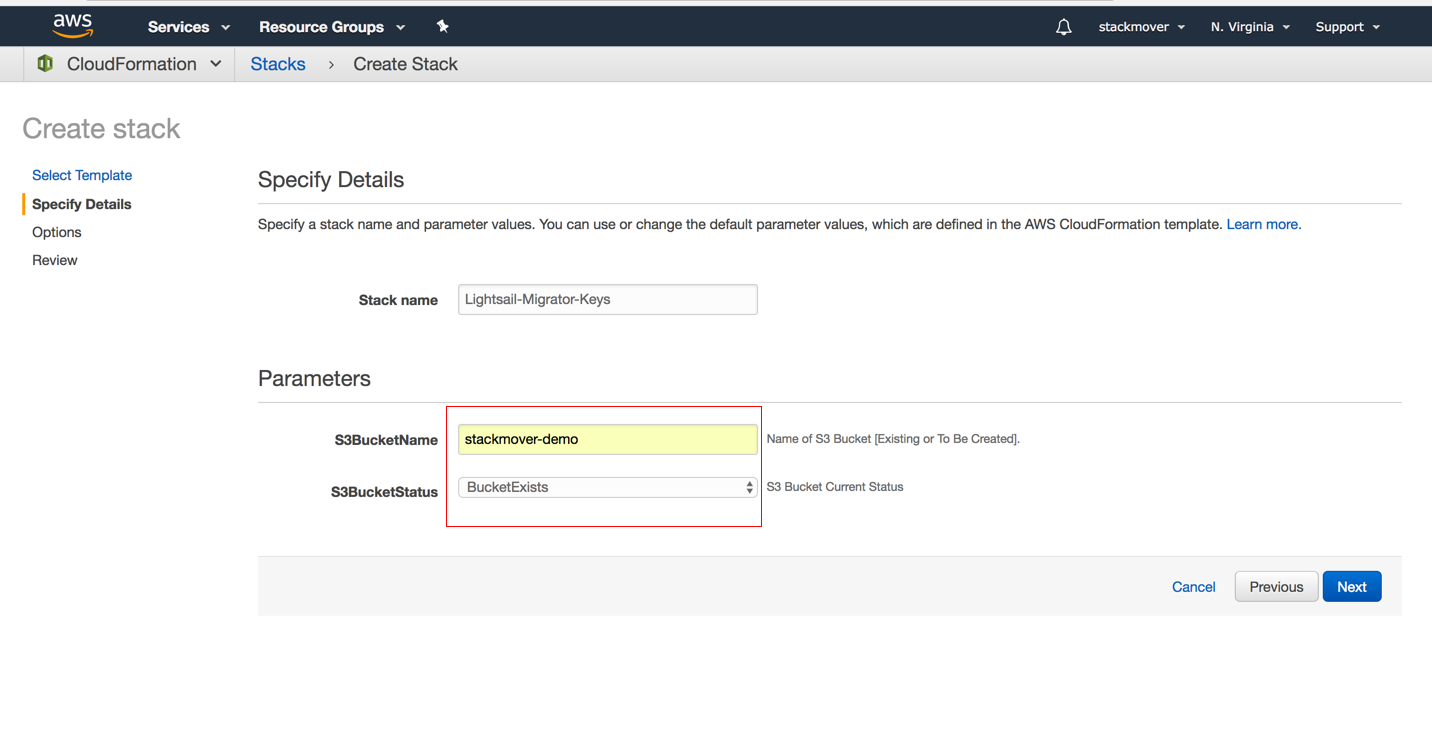 aws Services Resource Groups stackmover N. Virginia Support
CloudFormation Stacks › Create Stack
Create stack
Select Template
Specify Details
Options
Review
Specify Details
Specify a stack name and parameter values. You can use or change the default parameter values, which are defined in the AWS CloudFormation template. Learn more.
Stack name Lightsail-Migrator-Keys
Parameters
S3BucketName stackmover-demo Name of S3 Bucket [Existing or To Be Created].
S3BucketStatus BucketExists S3 Bucket Current Status
Cancel Previous Next